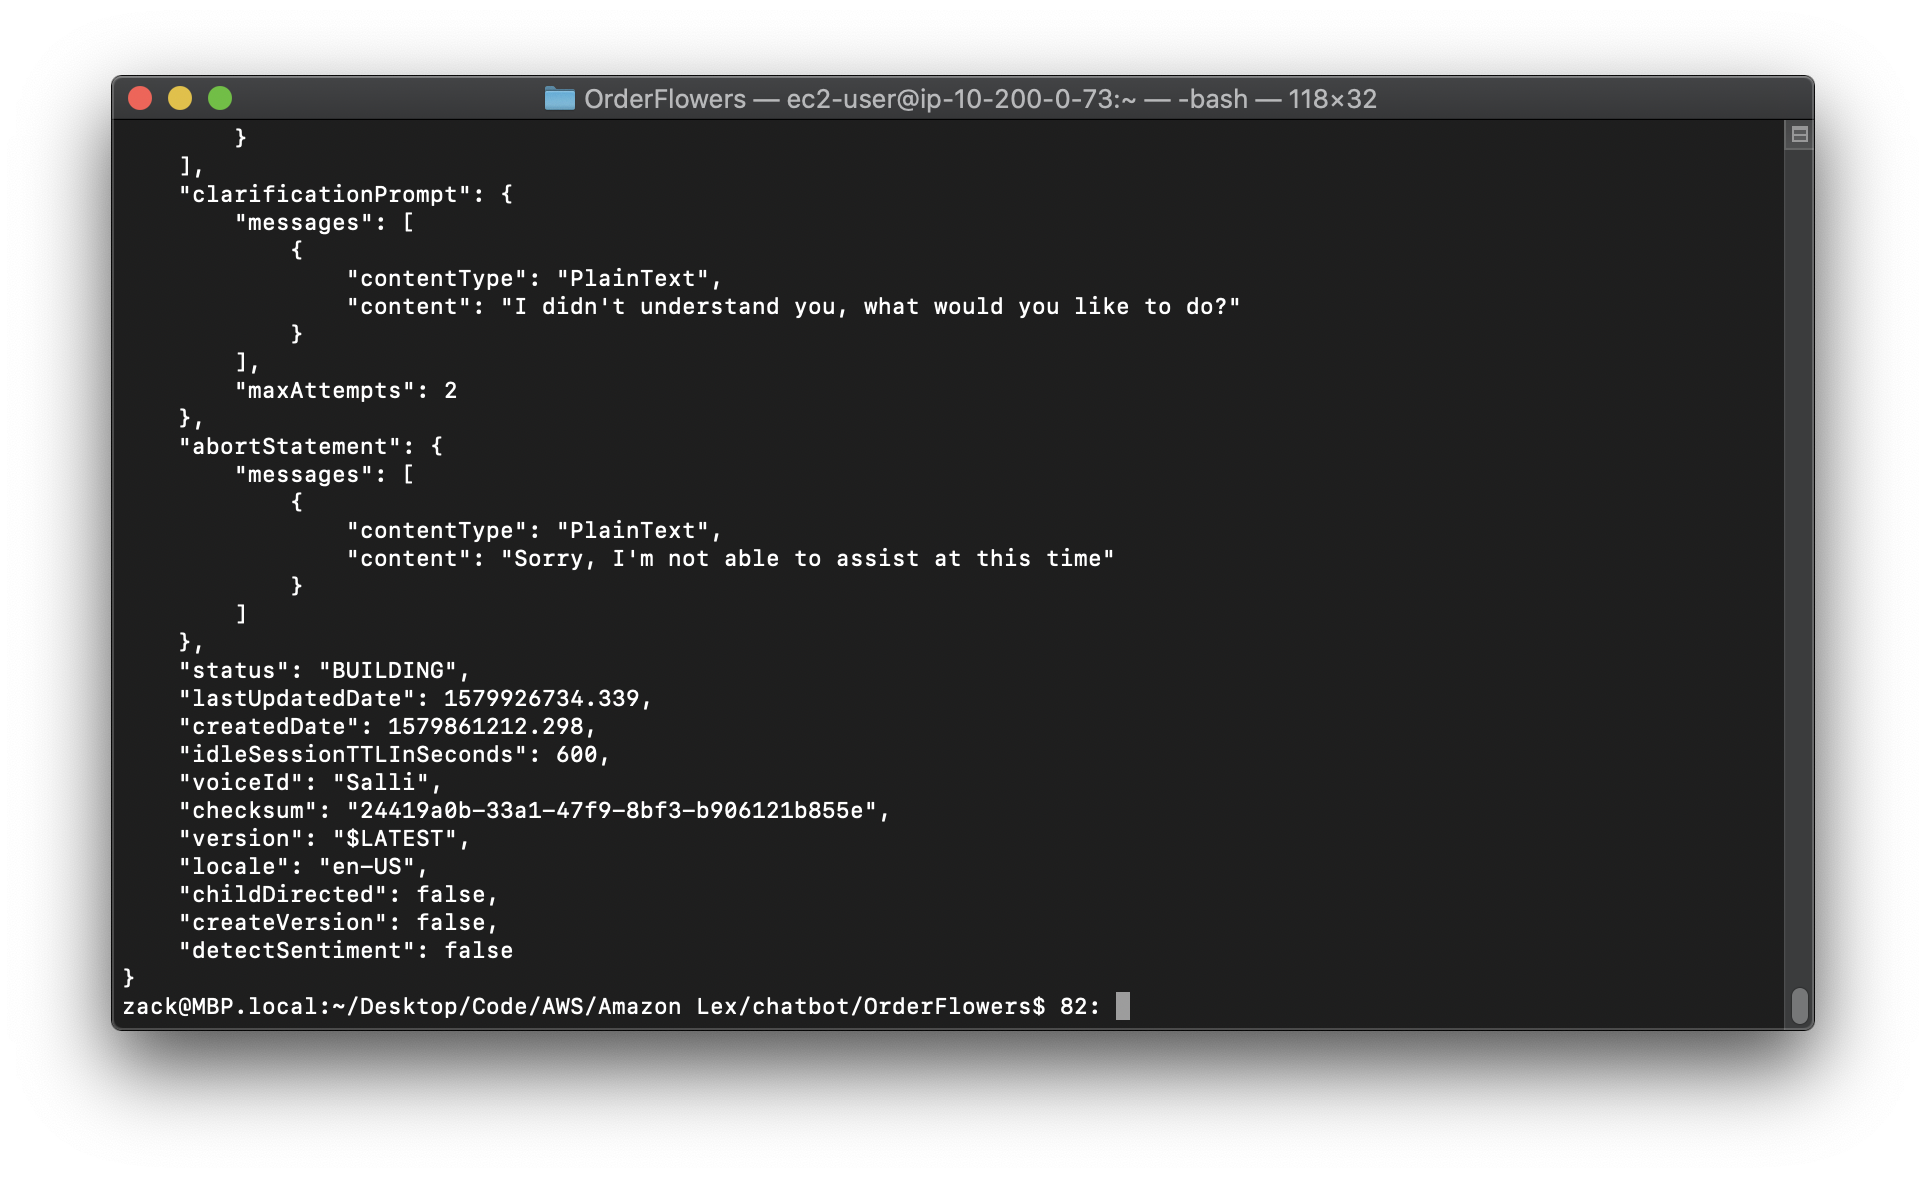 OrderFlowers — ec2-user@ip-10-200-0-73:~ — -bash — 118×32
        }
    ],
    "clarificationPrompt": {
        "messages": [
            {
                "contentType": "PlainText",
                "content": "I didn't understand you, what would you like to do?"
            }
        ],
        "maxAttempts": 2
    },
    "abortStatement": {
        "messages": [
            {
                "contentType": "PlainText",
                "content": "Sorry, I'm not able to assist at this time"
            }
        ]
    },
    "status": "BUILDING",
    "lastUpdatedDate": 1579926734.339,
    "createdDate": 1579861212.298,
    "idleSessionTTLInSeconds": 600,
    "voiceId": "Salli",
    "checksum": "24419a0b-33a1-47f9-8bf3-b906121b855e",
    "version": "$LATEST",
    "locale": "en-US",
    "childDirected": false,
    "createVersion": false,
    "detectSentiment": false
}
zack@MBP.local:~/Desktop/Code/AWS/Amazon Lex/chatbot/OrderFlowers$ 82: